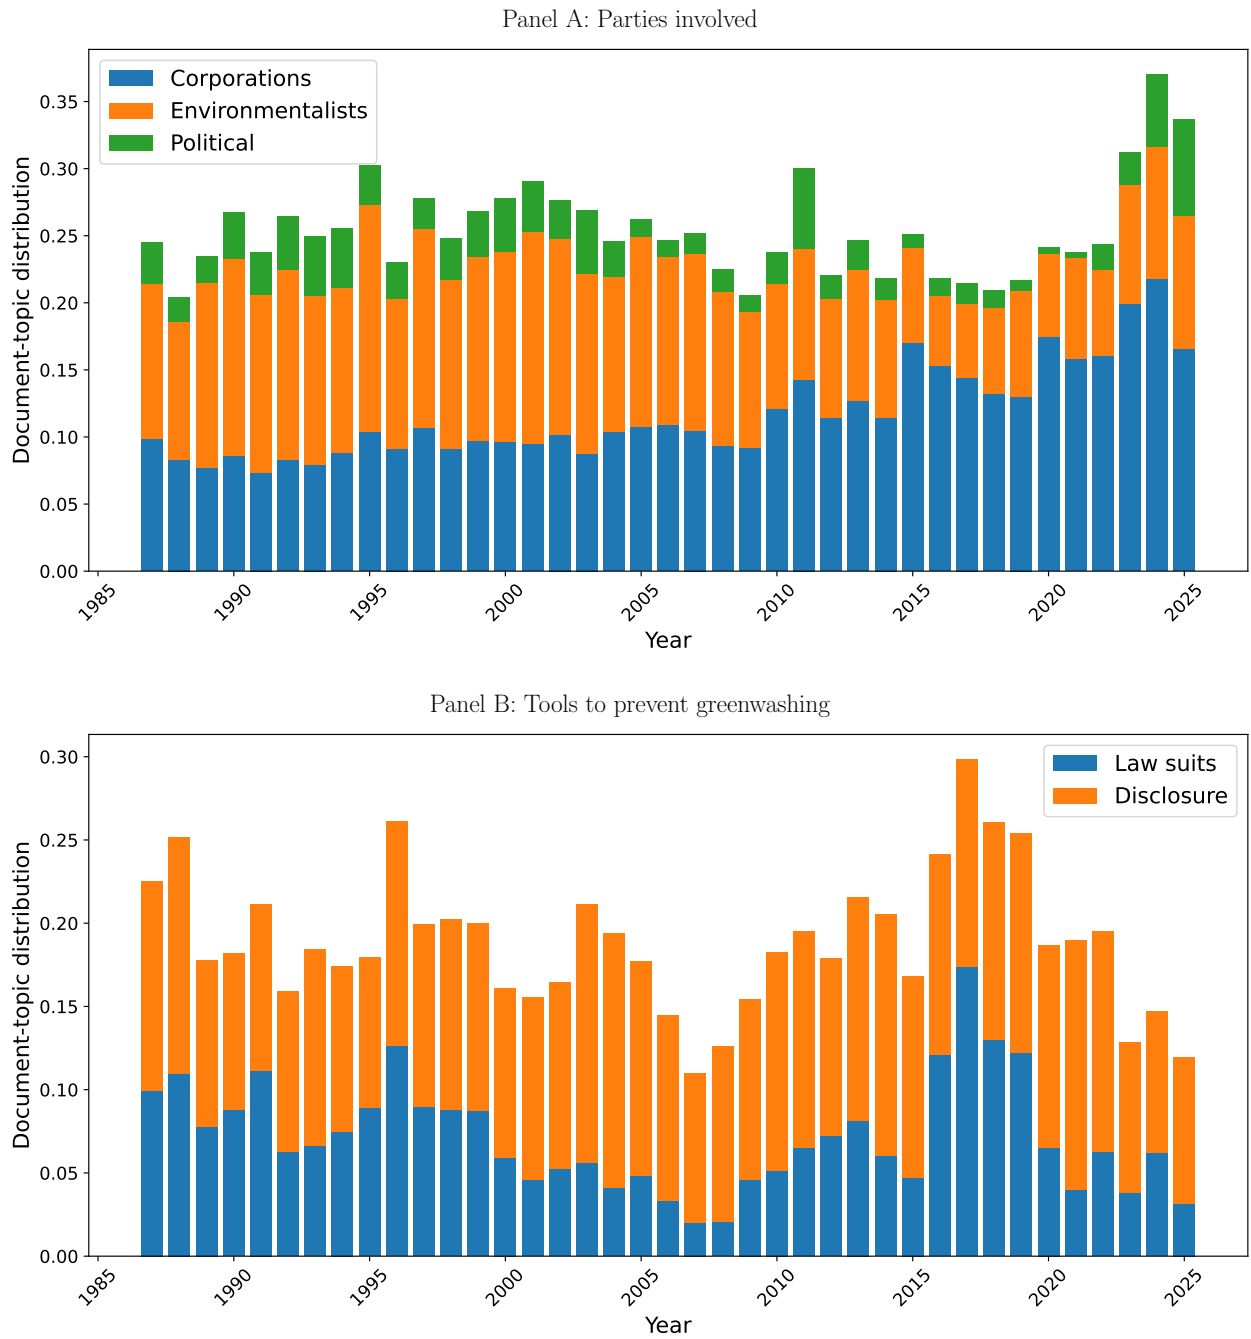 Panel A: Parties involved
Corporations
Environmentalists
Political
Document-topic distribution
0.35
0.30
0.25
0.20
0.15
0.10
0.05
0.00
1985 1990 1995 2000 2005 2010 2015 2020 2025
Year
Panel B: Tools to prevent greenwashing
Law suits
Disclosure
Document-topic distribution
0.30
0.25
0.20
0.15
0.10
0.05
0.00
1985 1990 1995 2000 2005 2010 2015 2020 2025
Year